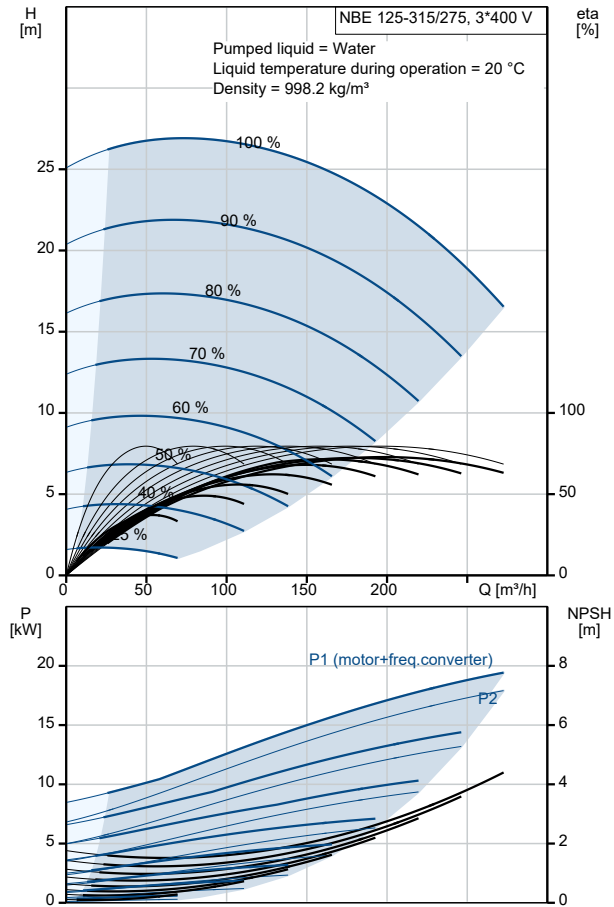 H
[m]
NBE 125-315/275, 3*400 V
eta
[%]
Pumped liquid = Water
Liquid temperature during operation = 20 °C
Density = 998.2 kg/m³
100 %
25
90 %
20
80 %
15
70 %
60 %
10
100
50 %
5
40 %
50
25 %
0
0
0
50
100
150
200
Q [m³/h]
P
[kW]
NPSH
[m]
P1 (motor+freq.converter)
20
8
P2
15
6
10
4
5
2
0
0